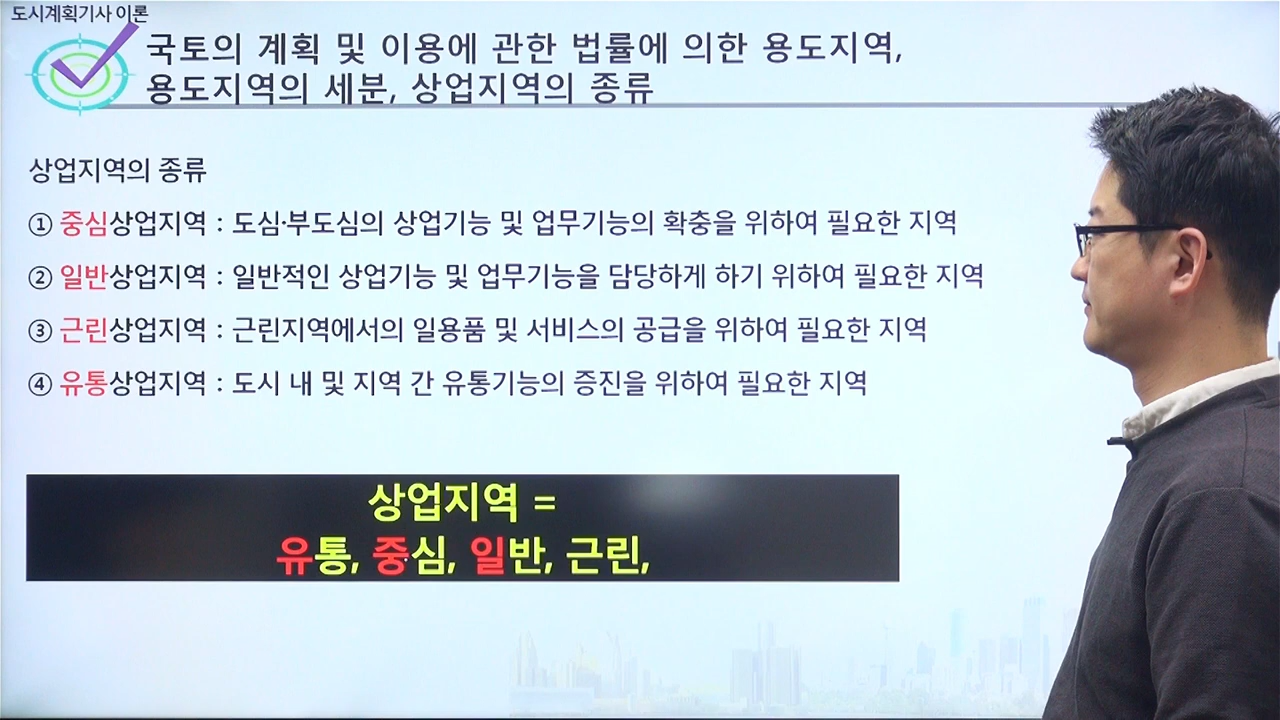 도시계획기사 이론
국토의 계획 및 이용에 관한 법률에 의한 용도지역,
용도지역의 세분, 상업지역의 종류
상업지역의 종류
① 중심상업지역 : 도심·부도심의 상업기능 및 업무기능의 확충을 위하여 필요한 지역
② 일반상업지역 : 일반적인 상업기능 및 업무기능을 담당하게 하기 위하여 필요한 지역
③ 근린상업지역 : 근린지역에서의 일용품 및 서비스의 공급을 위하여 필요한 지역
④ 유통상업지역 : 도시 내 및 지역 간 유통기능의 증진을 위하여 필요한 지역
상업지역 =
유통, 중심, 일반, 근린,